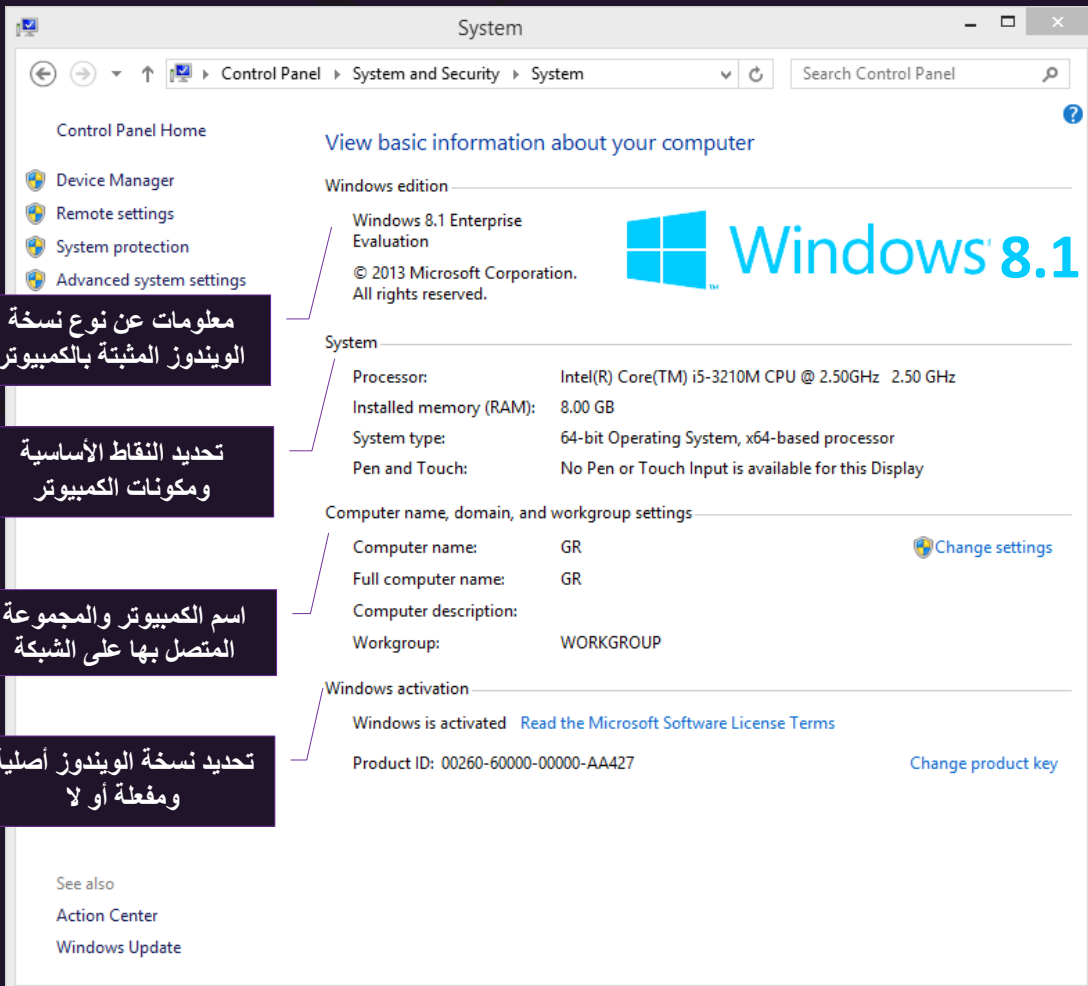 System
Control Panel ▸ System and Security ▸ System
Search Control Panel
Control Panel Home
Device Manager
Remote settings
System protection
Advanced system settings
View basic information about your computer
Windows edition
Windows 8.1 Enterprise
Evaluation
© 2013 Microsoft Corporation.
All rights reserved.
Windows 8.1
معلومات عن نوع نسخة
الويندوز المثبتة بالكمبيوتر
System
Processor: Intel(R) Core(TM) i5-3210M CPU @ 2.50GHz 2.50 GHz
Installed memory (RAM): 8.00 GB
System type: 64-bit Operating System, x64-based processor
Pen and Touch: No Pen or Touch Input is available for this Display
تحديد النقاط الأساسية
ومكونات الكمبيوتر
Computer name, domain, and workgroup settings
Computer name: GR
Change settings
Full computer name: GR
Computer description:
Workgroup: WORKGROUP
اسم الكمبيوتر والمجموعة
المتصل بها على الشبكة
Windows activation
Windows is activated Read the Microsoft Software License Terms
Product ID: 00260-60000-00000-AA427
Change product key
تحديد نسخة الويندوز أصلية
ومفعلة أو لا
See also
Action Center
Windows Update